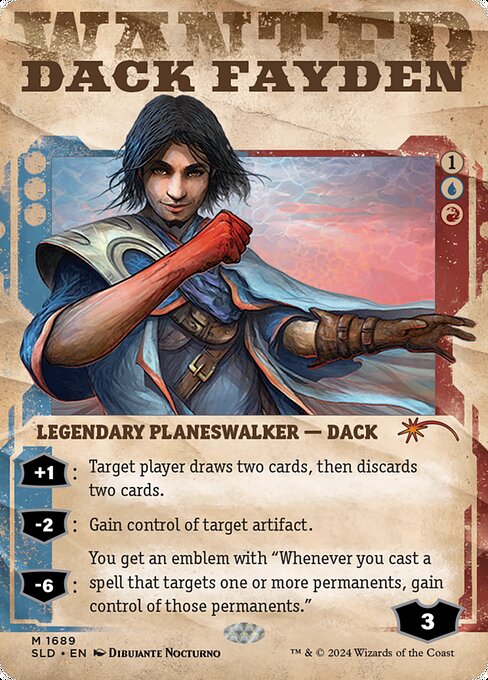 WANTED
DACK FAYDEN
1
LEGENDARY PLANESWALKER — DACK
+1 : Target player draws two cards, then discards
two cards.
-2 : Gain control of target artifact.
You get an emblem with “Whenever you cast a
-6 : spell that targets one or more permanents, gain
control of those permanents.”
3
M 1689
SLD • EN DIBUJANTE NOCTURNO
™ & © 2024 Wizards of the Coast